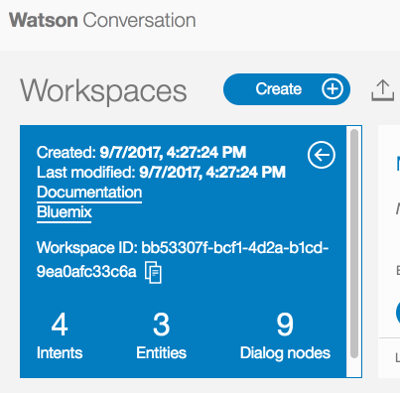 Watson Conversation
Workspaces
Create
Created: 9/7/2017, 4:27:24 PM
Last modified: 9/7/2017, 4:27:24 PM
Documentation
Bluemix
Workspace ID: bb53307f-bcf1-4d2a-b1cd-
9ea0afc33c6a
4 3 9
Intents Entities Dialog nodes